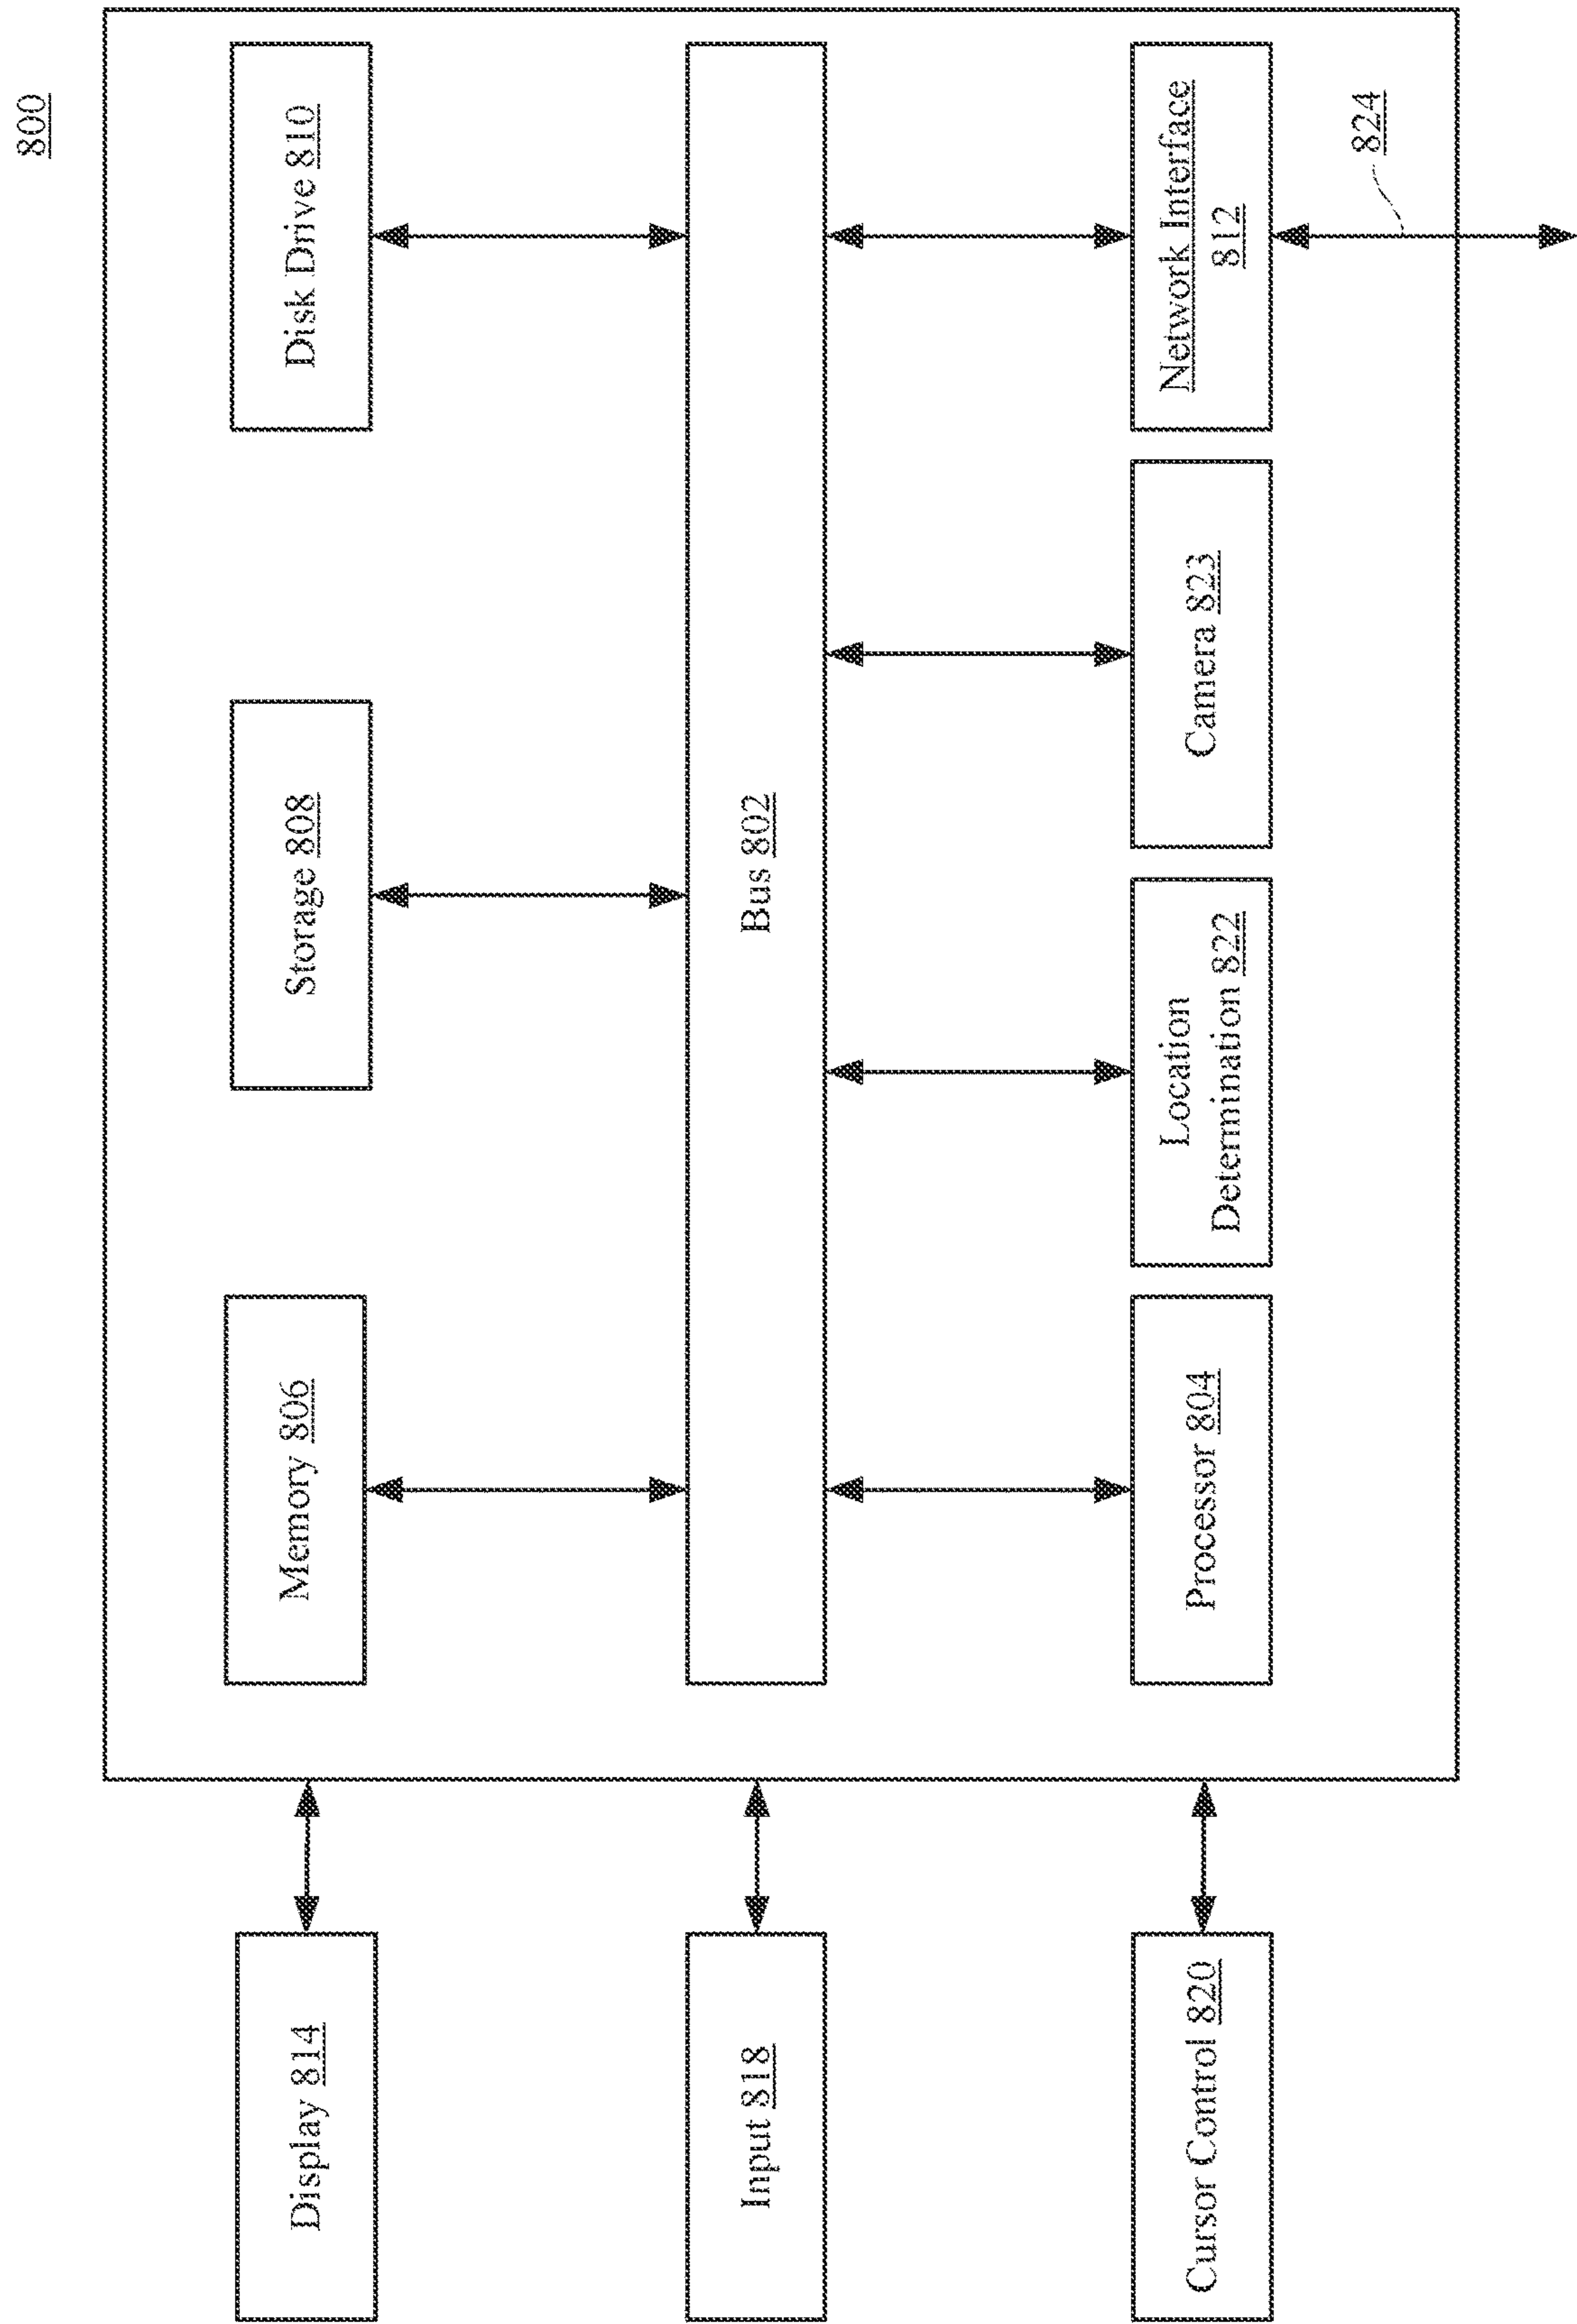 800
Display 814
Memory 806
Storage 808
Disk Drive 810
Input 818
Bus 802
Cursor Control 820
Processor 804
Location
Determination 822
Camera 823
Network Interface
812
824